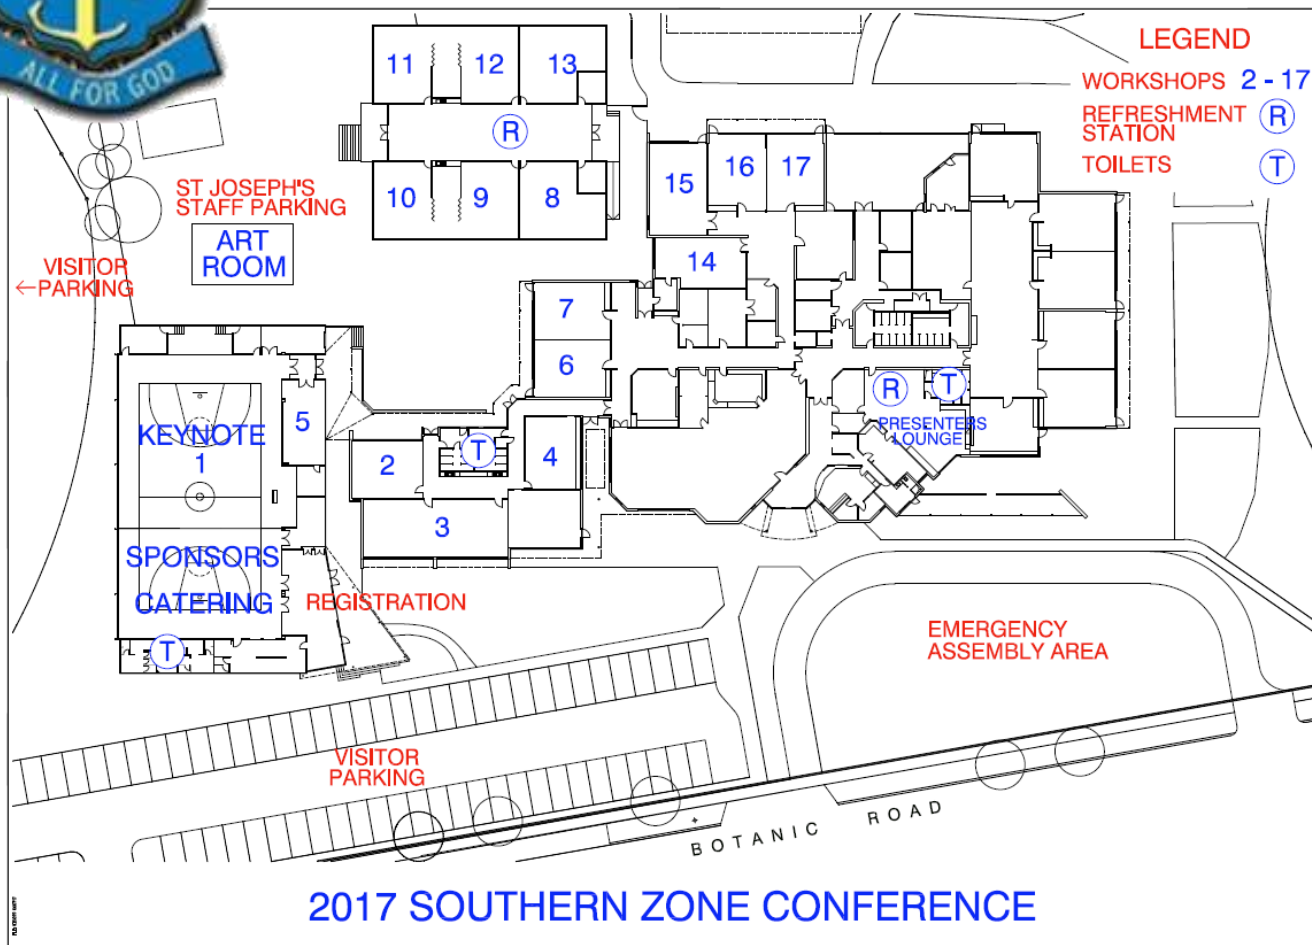 ALL FOR GOD
LEGEND
WORKSHOPS 2 - 17
REFRESHMENT
STATION
R
TOILETS
T
11
12
13
R
10
9
8
15
16
17
14
ST JOSEPH'S
STAFF PARKING
ART
ROOM
VISITOR
←PARKING
7
6
5
KEYNOTE
1
2
T
4
3
R
T
PRESENTERS
LOUNGE
SPONSORS
CATERING
REGISTRATION
T
EMERGENCY
ASSEMBLY AREA
VISITOR
PARKING
BOTANIC ROAD
2017 SOUTHERN ZONE CONFERENCE